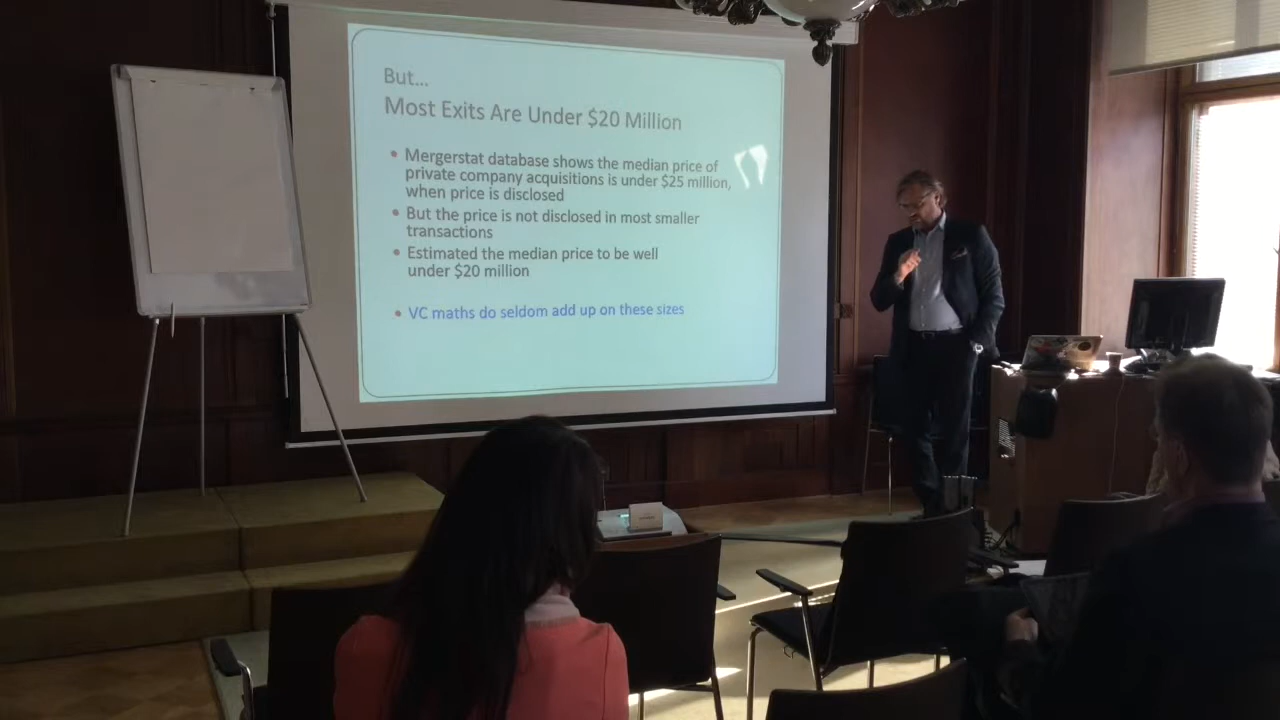 But...
Most Exits Are Under $20 Million
• Mergerstat database shows the median price of
private company acquisitions is under $25 million,
when price is disclosed
• But the price is not disclosed in most smaller
transactions
• Estimated the median price to be well
under $20 million
• VC maths do seldom add up on these sizes